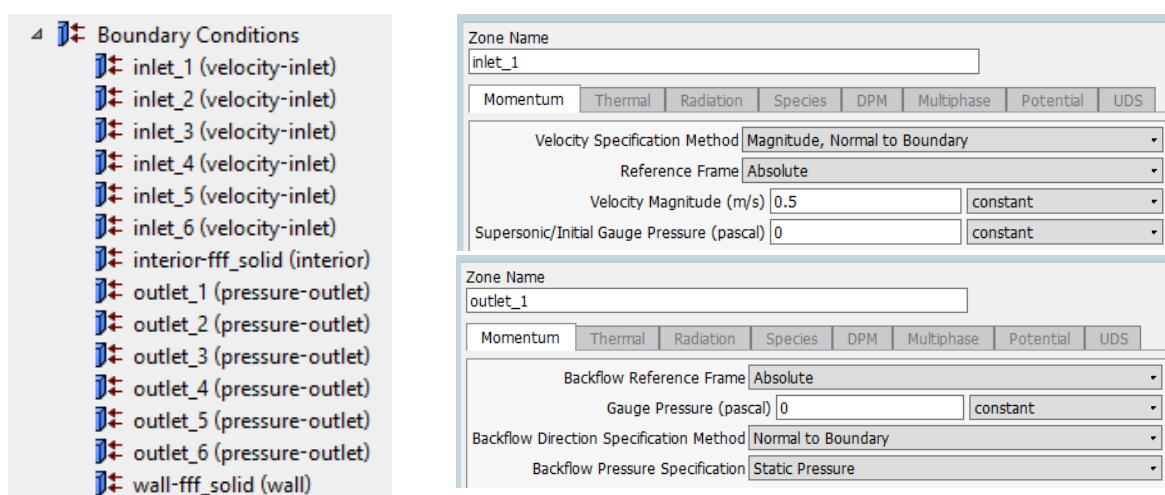 Boundary Conditions
inlet_1 (velocity-inlet)
inlet_2 (velocity-inlet)
inlet_3 (velocity-inlet)
inlet_4 (velocity-inlet)
inlet_5 (velocity-inlet)
inlet_6 (velocity-inlet)
interior-fff_solid (interior)
outlet_1 (pressure-outlet)
outlet_2 (pressure-outlet)
outlet_3 (pressure-outlet)
outlet_4 (pressure-outlet)
outlet_5 (pressure-outlet)
outlet_6 (pressure-outlet)
wall-fff_solid (wall)
Zone Name
inlet_1
Momentum Thermal Radiation Species DPM Multiphase Potential UDS
Velocity Specification Method Magnitude, Normal to Boundary
Reference Frame Absolute
Velocity Magnitude (m/s) 0.5 constant
Supersonic/Initial Gauge Pressure (pascal) 0 constant
Zone Name
outlet_1
Momentum Thermal Radiation Species DPM Multiphase Potential UDS
Backflow Reference Frame Absolute
Gauge Pressure (pascal) 0 constant
Backflow Direction Specification Method Normal to Boundary
Backflow Pressure Specification Static Pressure